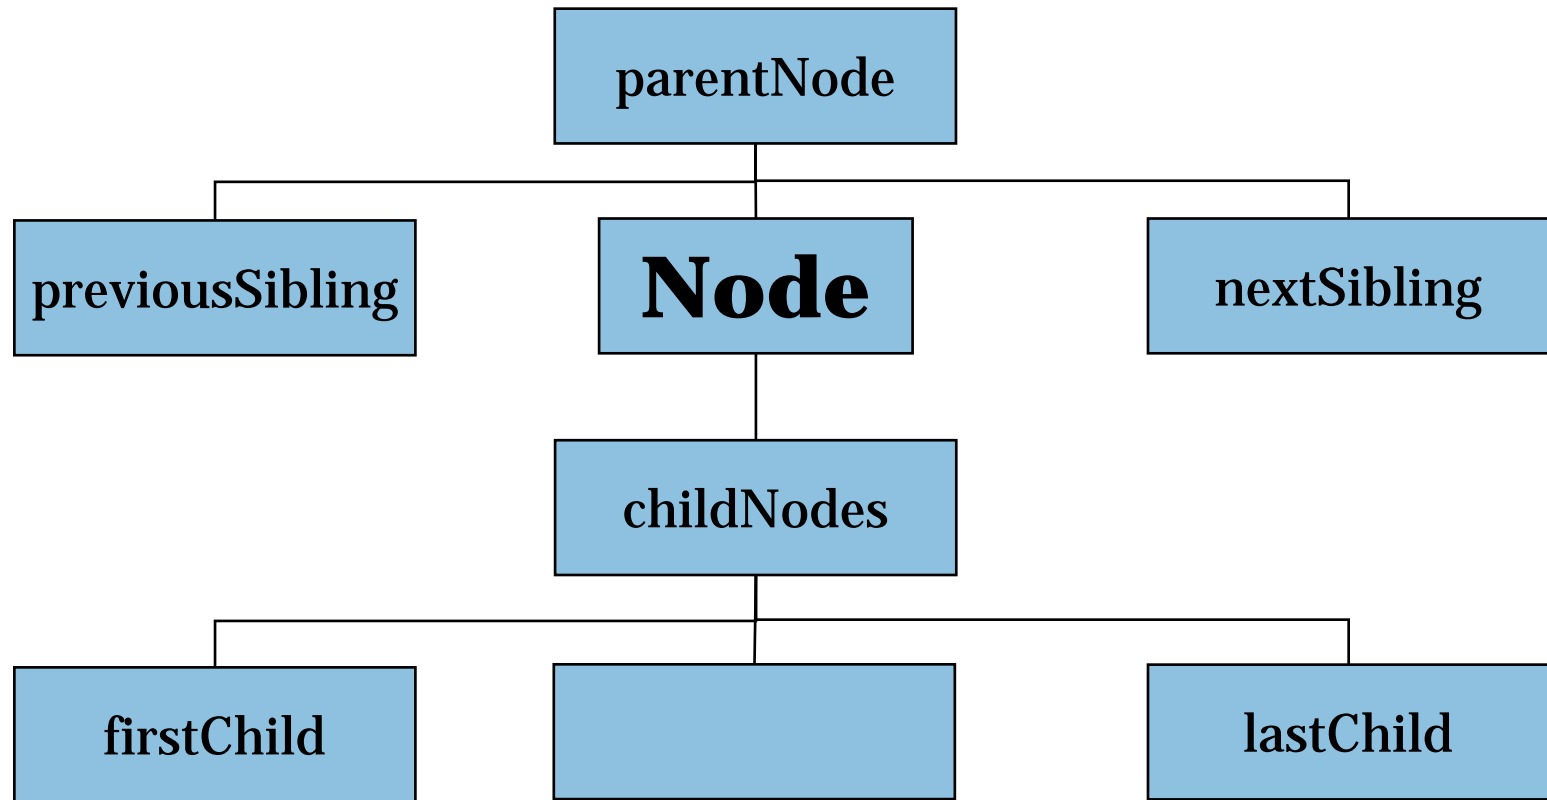 parentNode
previousSibling
Node
nextSibling
childNodes
firstChild
lastChild